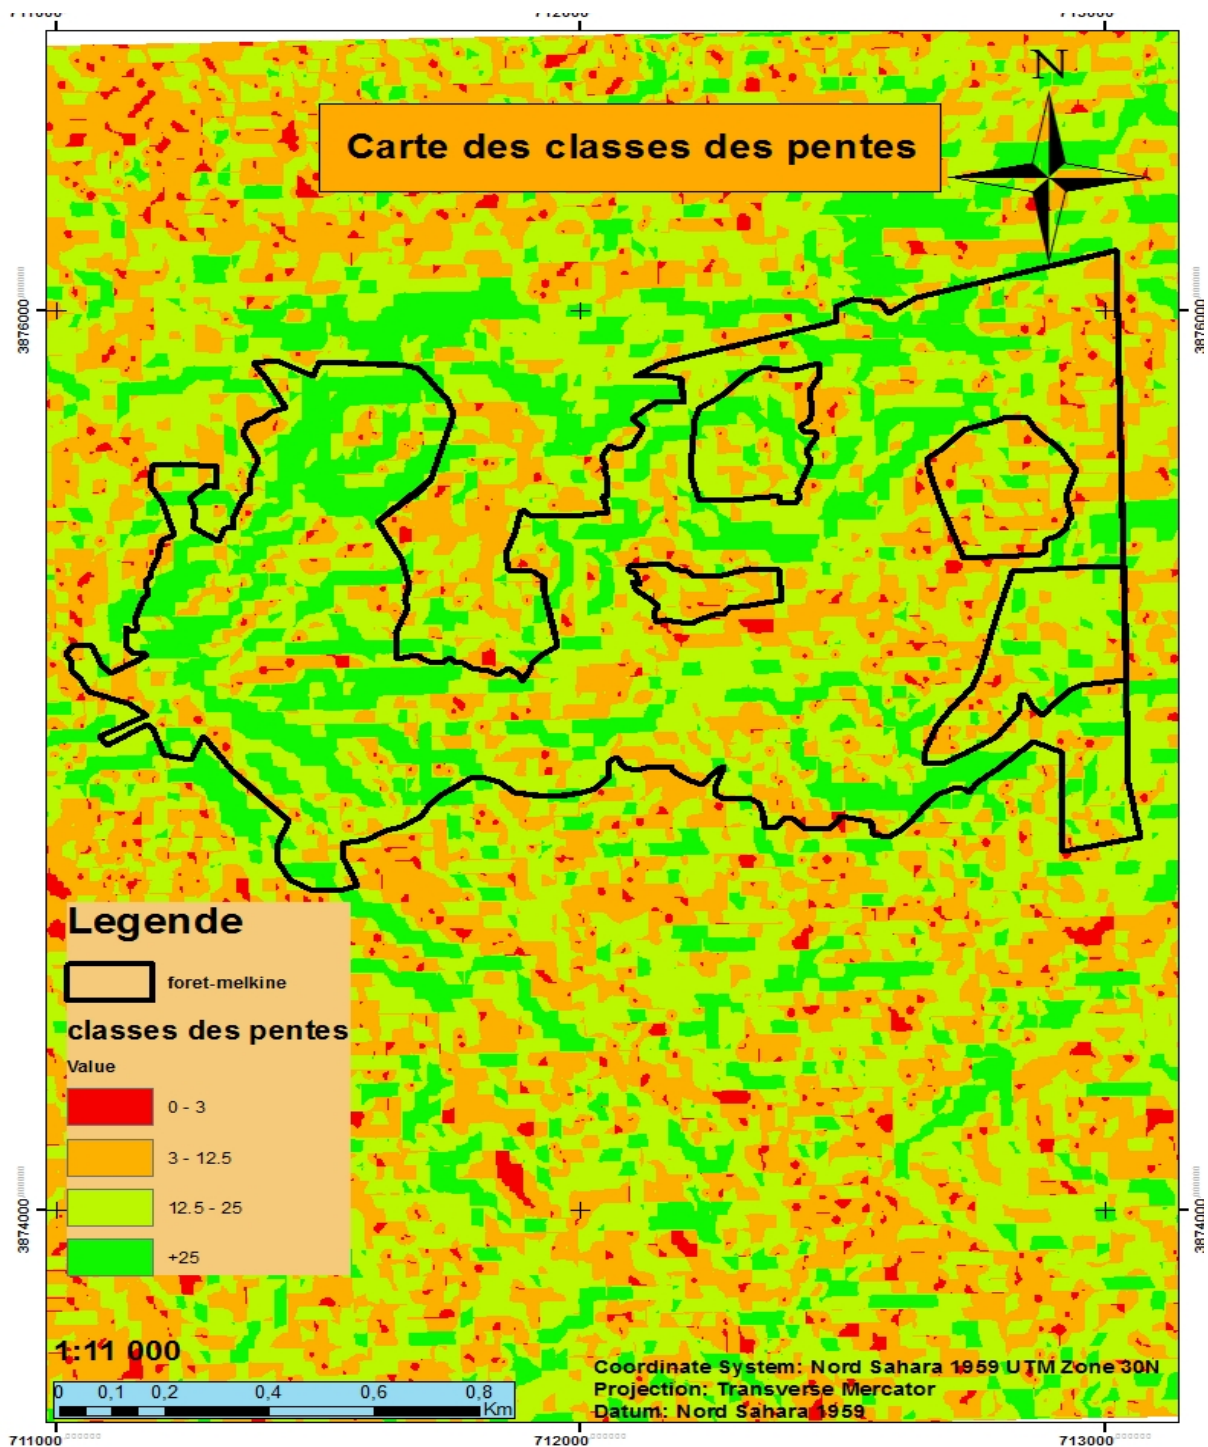 711000 712000 713000
N
Carte des classes des pentes
3876000 3876000
Legende
foret-melkine
classes des pentes
Value
0 - 3
3 - 12.5
12.5 - 25
+25
3874000 3874000
1:11 000
0 0,1 0,2 0,4 0,6 0,8
Km
Coordinate System: Nord Sahara 1959 UTM Zone 30N
Projection: Transverse Mercator
Datum: Nord Sahara 1959
711000 712000 713000